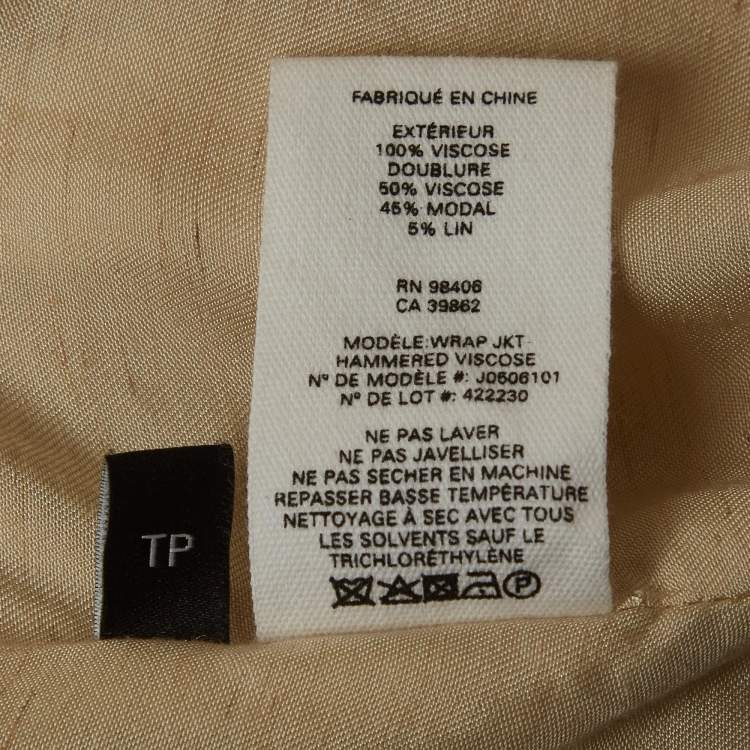 FABRIQUÉ EN CHINE
EXTÉRIEUR
100% VISCOSE
DOUBLURE
50% VISCOSE
45% MODAL
5% LIN
RN 98406
CA 39862
MODÈLE:WRAP JKT-
HAMMERED VISCOSE
Nº DE MODÈLE #: J0506101
Nº DE LOT #: 422230
NE PAS LAVER
NE PAS JAVELLISER
NE PAS SECHER EN MACHINE
REPASSER BASSE TEMPÉRATURE
NETTOYAGE À SEC AVEC TOUS
LES SOLVENTS SAUF LE
TRICHLORÉTHYLÈNE
P
TP